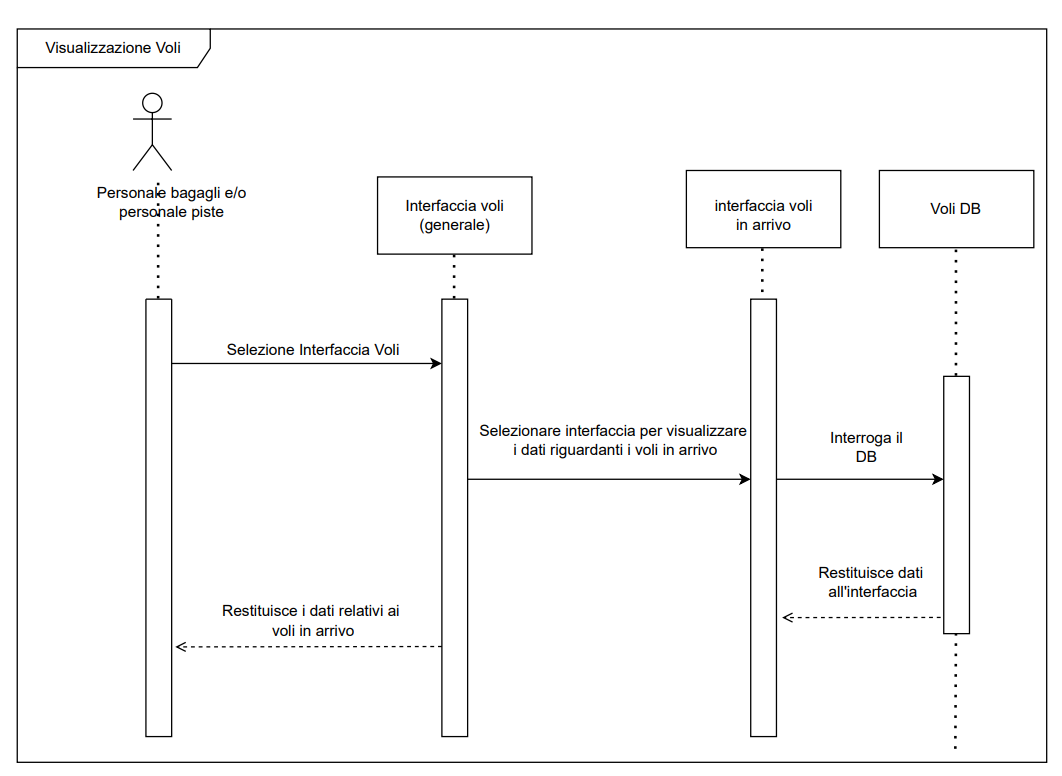 Visualizzazione Voli
Personale bagagli e/o
personale piste
Interfaccia voli
(generale)
interfaccia voli
in arrivo
Voli DB
Selezione Interfaccia Voli
Selezionare interfaccia per visualizzare
i dati riguardanti i voli in arrivo
Interroga il
DB
Restituisce dati
all'interfaccia
Restituisce i dati relativi ai
voli in arrivo